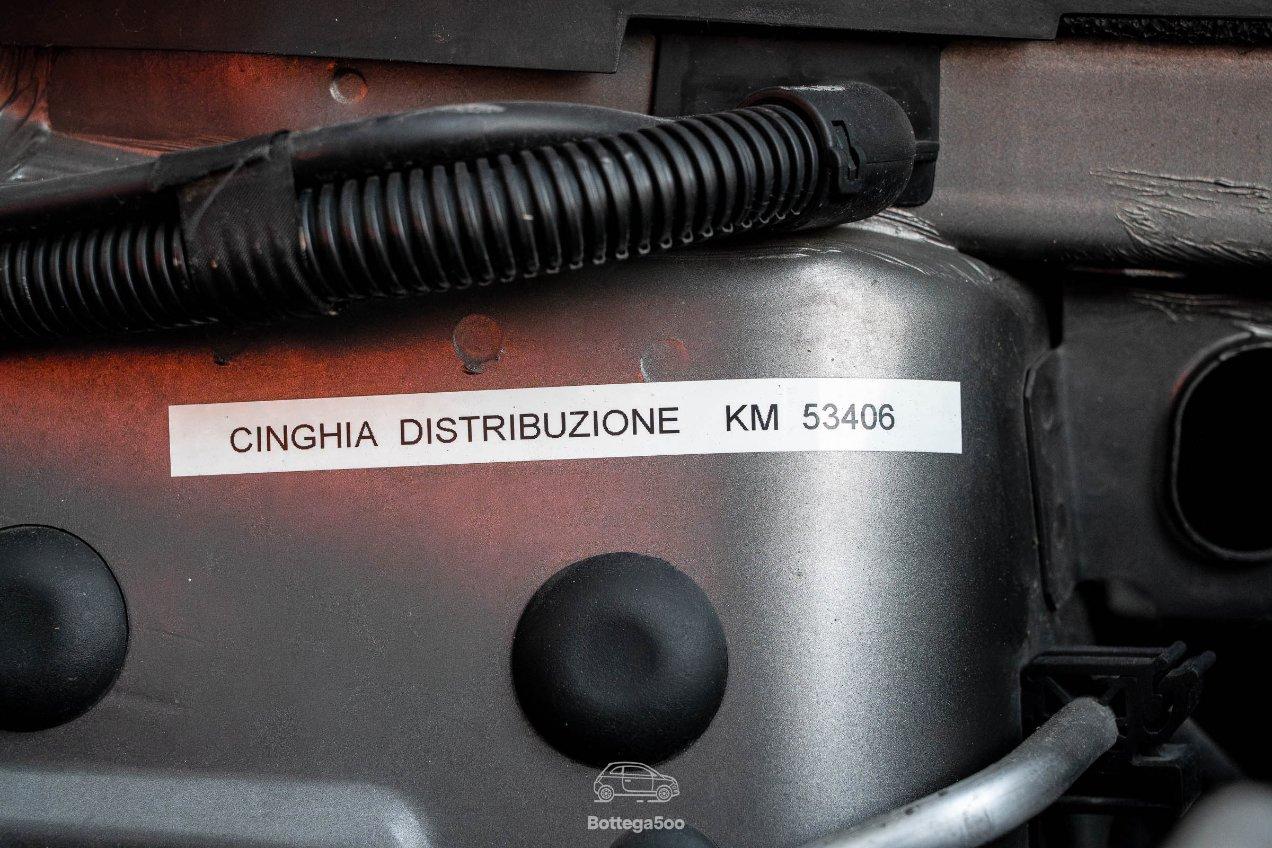 CINGHIA DISTRIBUZIONE KM 53406
Bottega500